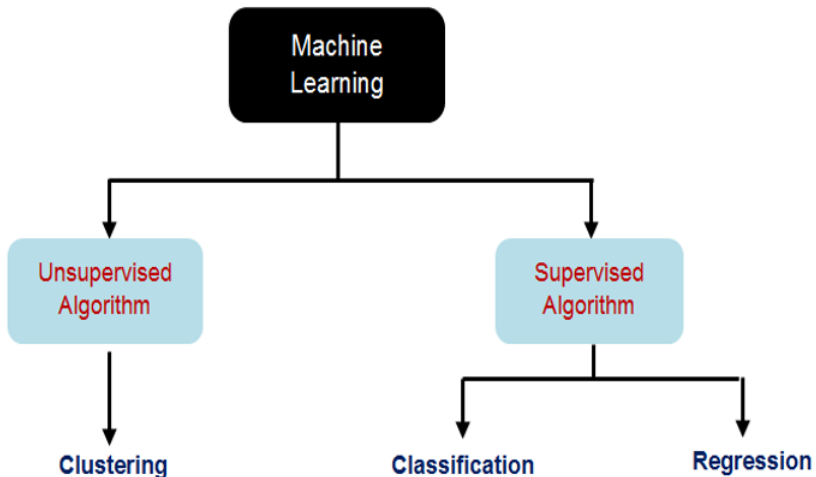 Machine
Learning
Unsupervised
Algorithm
Supervised
Algorithm
Clustering
Classification
Regression